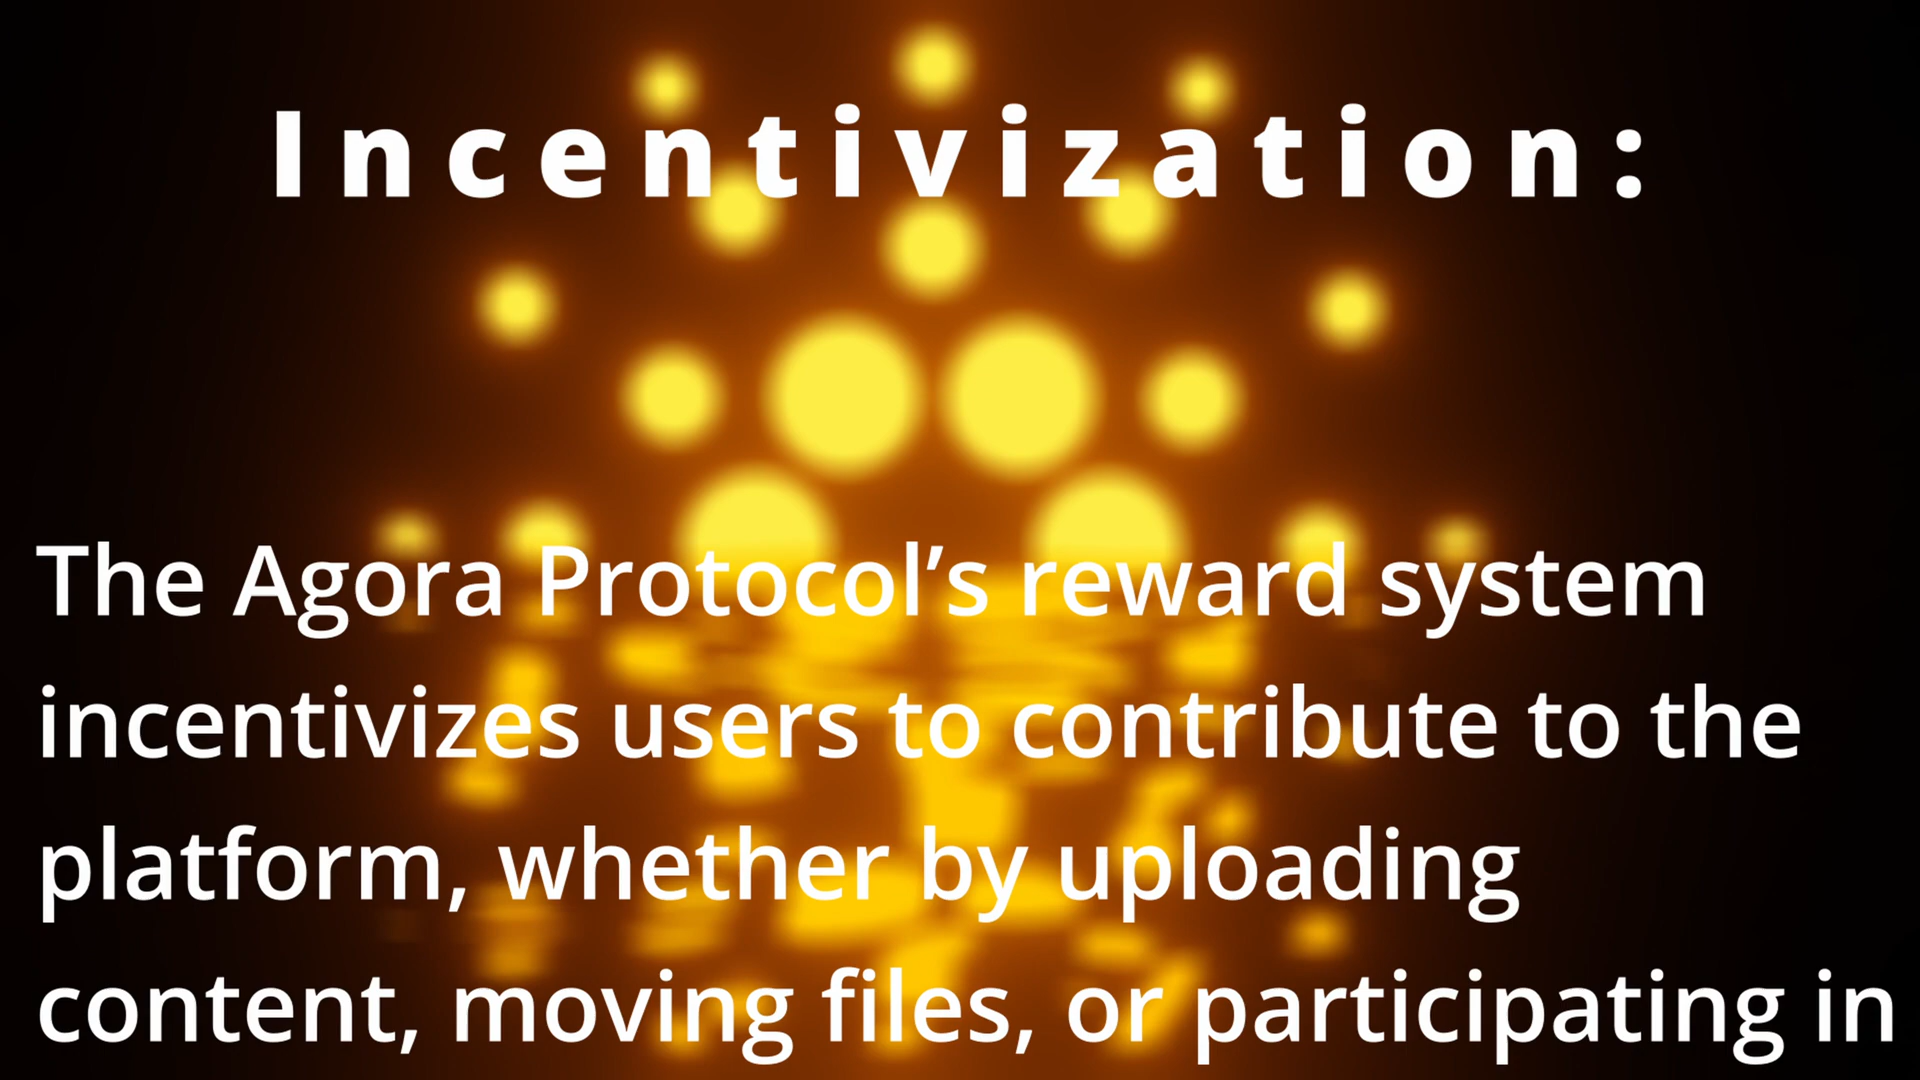 Incentivization:
The Agora Protocol’s reward system
incentivizes users to contribute to the
platform, whether by uploading
content, moving files, or participating in